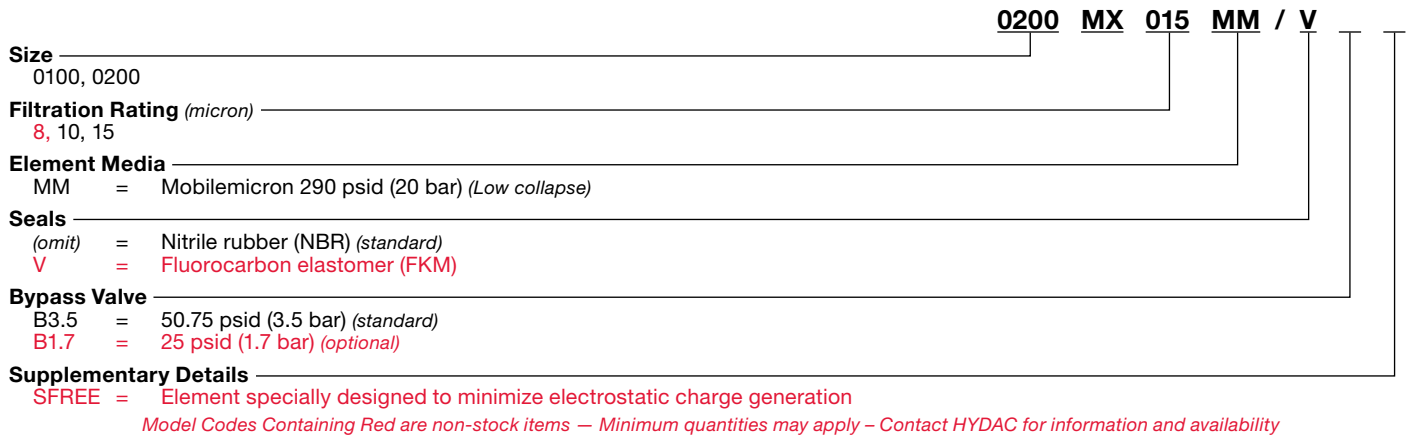 0200 MX 015 MM / V _ _
Size
0100, 0200
Filtration Rating (micron)
8, 10, 15
Element Media
MM = Mobilemicron 290 psid (20 bar) (Low collapse)
Seals
(omit) = Nitrile rubber (NBR) (standard)
V = Fluorocarbon elastomer (FKM)
Bypass Valve
B3.5 = 50.75 psid (3.5 bar) (standard)
B1.7 = 25 psid (1.7 bar) (optional)
Supplementary Details
SFREE = Element specially designed to minimize electrostatic charge generation
Model Codes Containing Red are non-stock items — Minimum quantities may apply – Contact HYDAC for information and availability